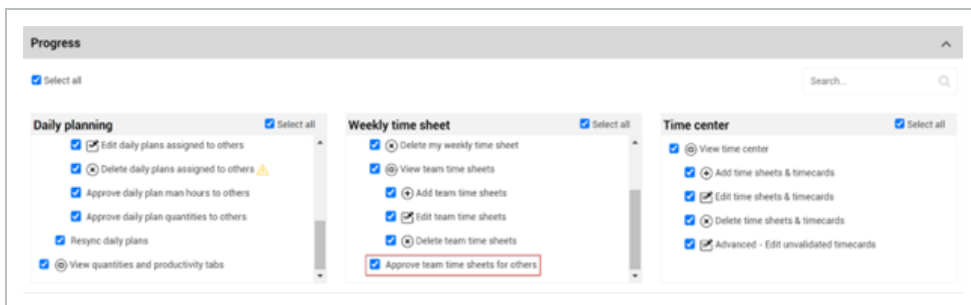 Progress
Select all
Search...
Daily planning
Select all
Edit daily plans assigned to others
Delete daily plans assigned to others
Approve daily plan man hours to others
Approve daily plan quantities to others
Resync daily plans
View quantities and productivity tabs
Weekly time sheet
Select all
Delete my weekly time sheet
View team time sheets
Add team time sheets
Edit team time sheets
Delete team time sheets
Approve team time sheets for others
Time center
Select all
View time center
Add time sheets & timecards
Edit time sheets & timecards
Delete time sheets & timecards
Advanced - Edit unvalidated timecards